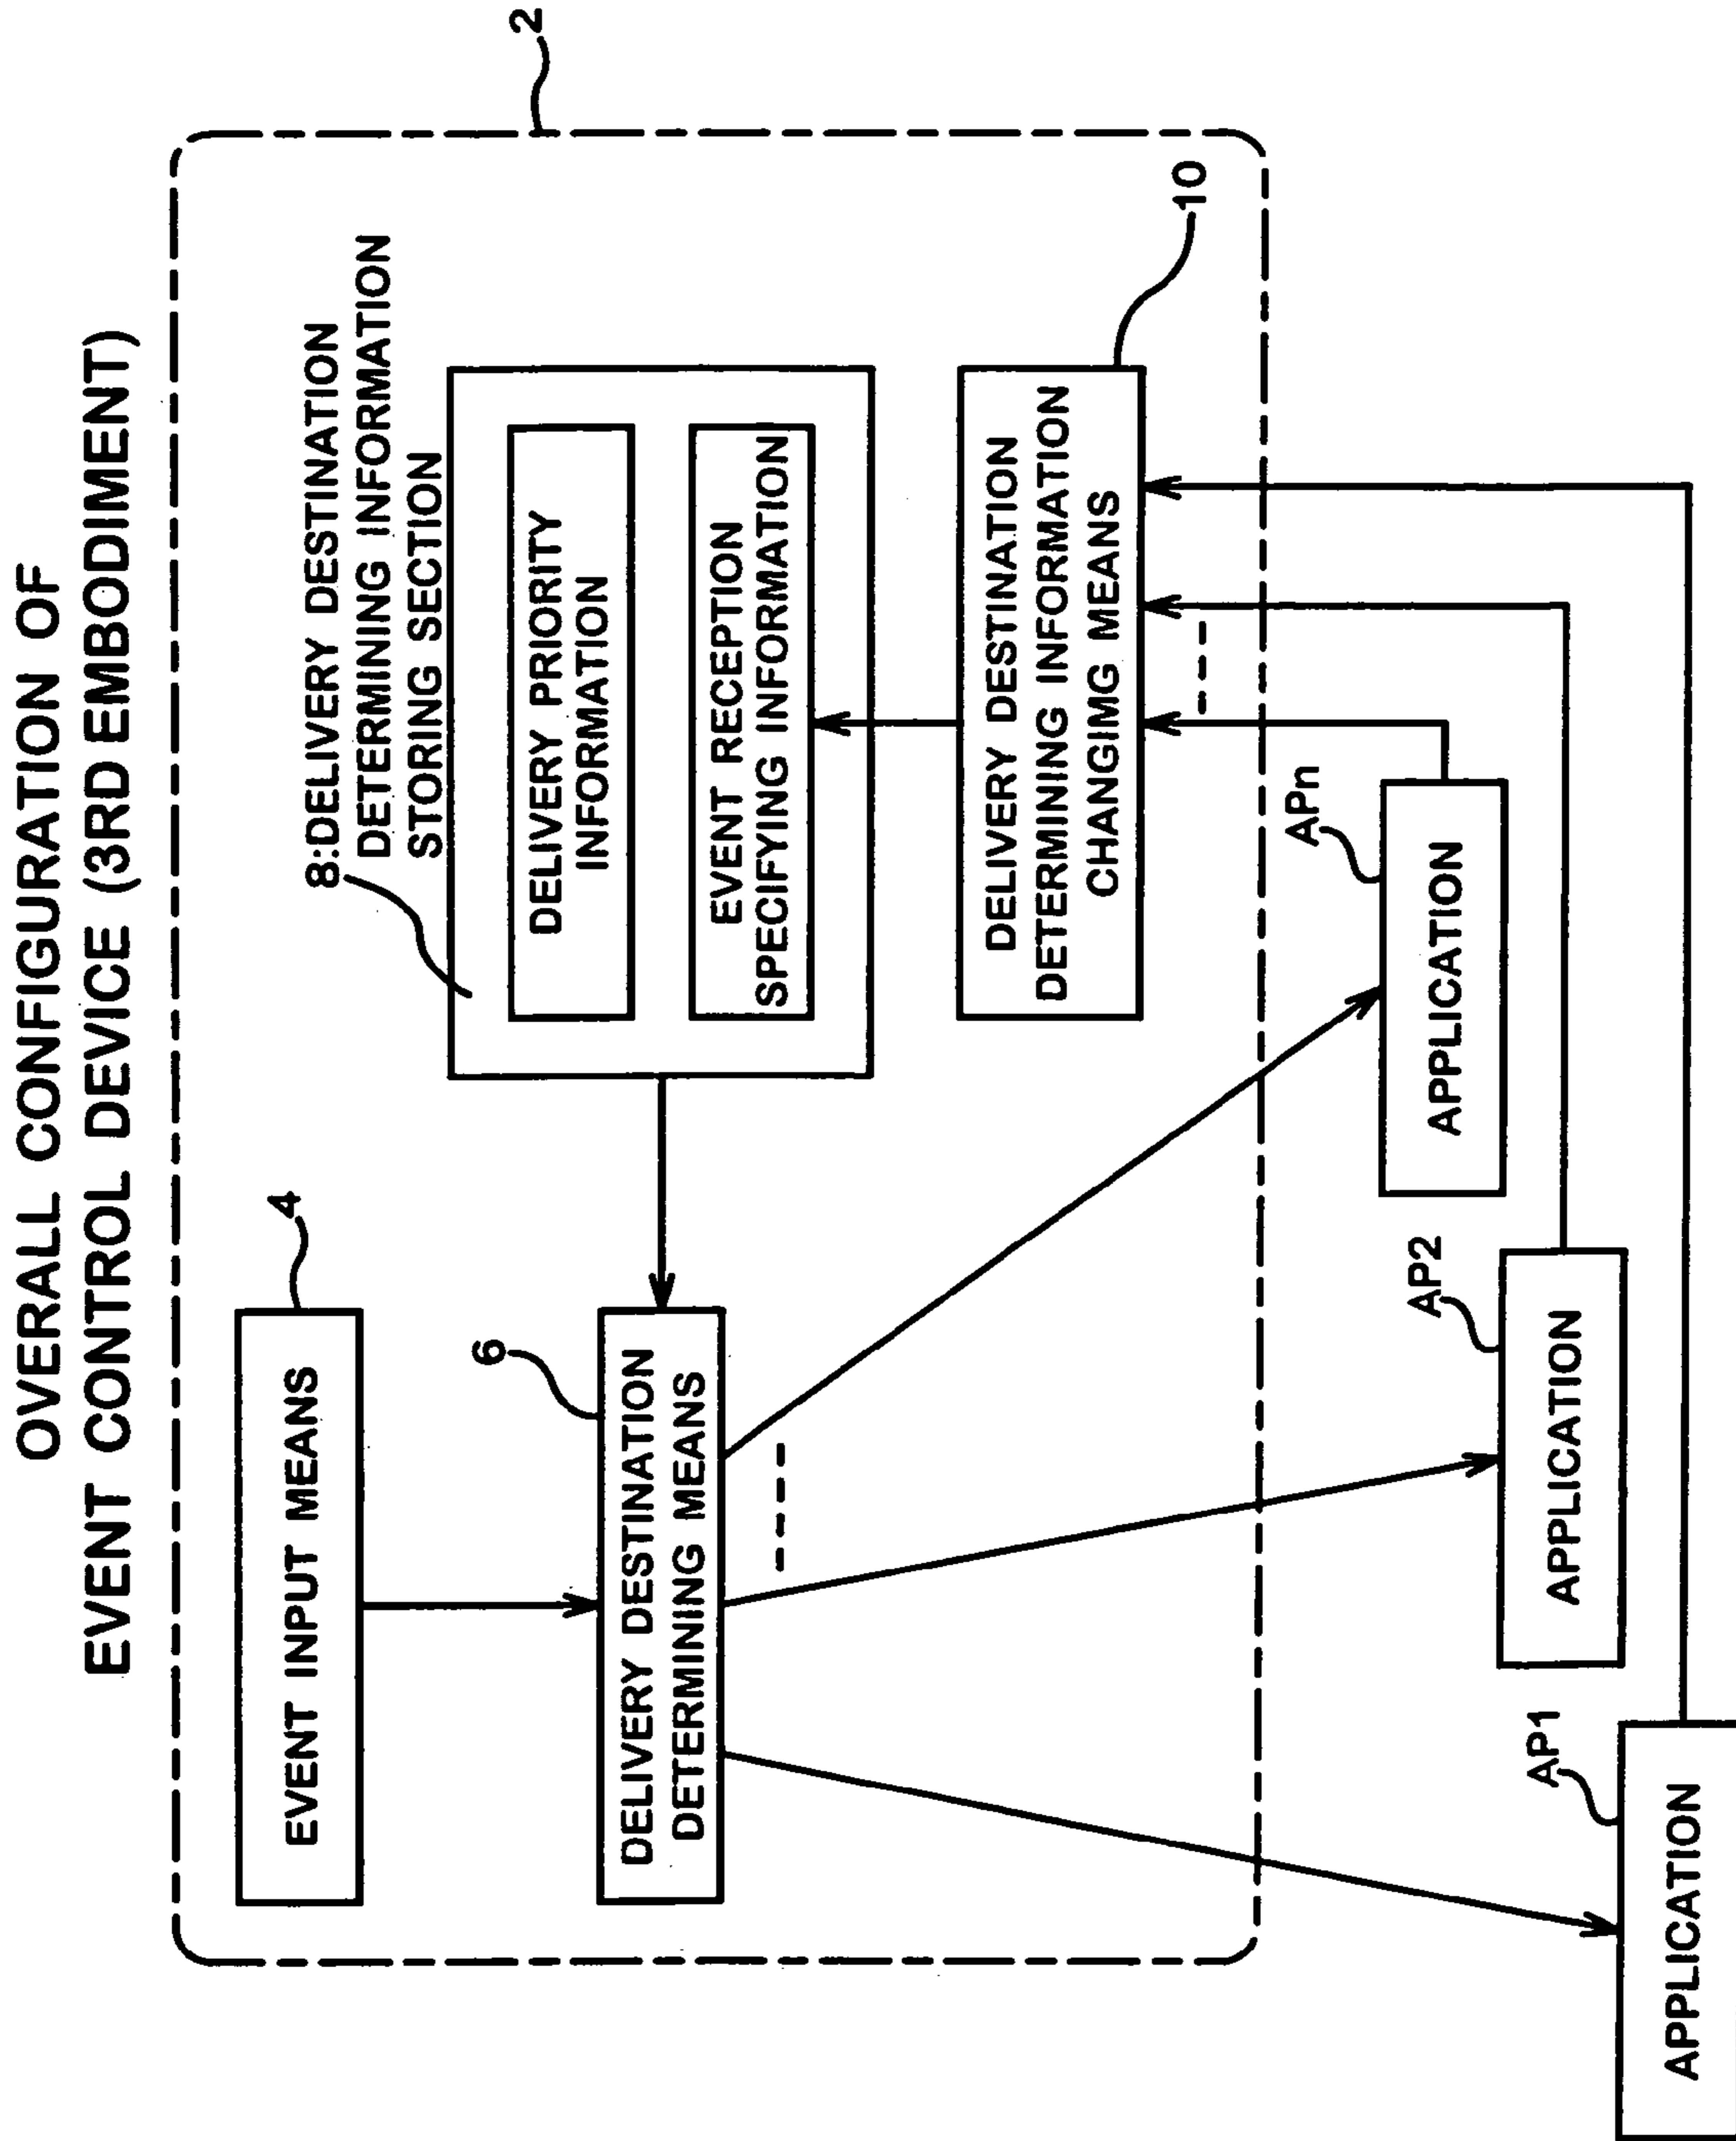 OVERALL CONFIGURATION OF
EVENT CONTROL DEVICE (3RD EMBODIMENT)
2
4
EVENT INPUT MEANS
8:DELIVERY DESTINATION
DETERMINING INFORMATION
STORING SECTION
DELIVERY PRIORITY
INFORMATION
EVENT RECEPTION
SPECIFYING INFORMATION
6
DELIVERY DESTINATION
DETERMINING MEANS
10
DELIVERY DESTINATION
DETERMINING INFORMATION
CHANGIMG MEANS
APn
APPLICATION
AP2
APPLICATION
AP1
APPLICATION